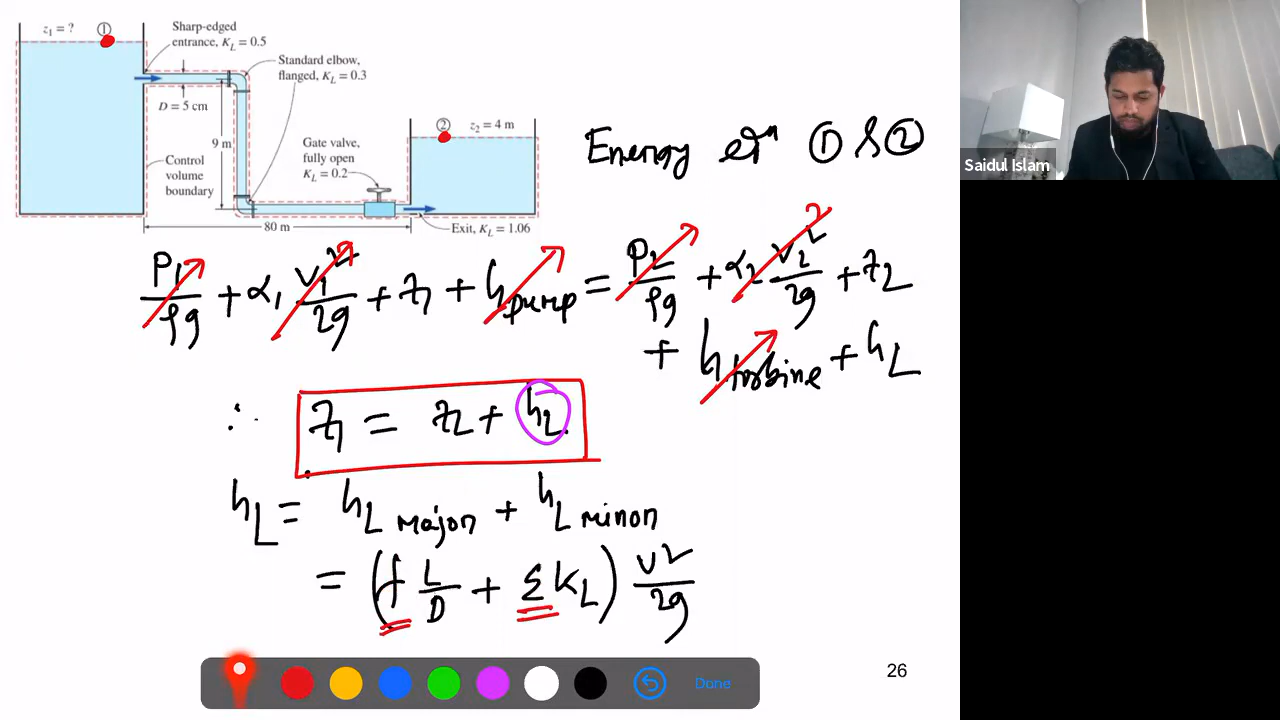 z₁ = ?
①
Sharp-edged
entrance, K_L = 0.5
Standard elbow,
flanged, K_L = 0.3
D = 5 cm
9 m
②
z₂ = 4 m
Gate valve,
fully open
K_L = 0.2
Control
volume
boundary
80 m
Exit, K_L = 1.06
Energy eqⁿ ① & ②
Saidul Islam
P₁/ρg + α₁ V₁²/2g + z₁ + h_pump = P₂/ρg + α₂ V₂²/2g + z₂
+ h_turbine + h_L
∴ z₁ = z₂ + h_L
h_L = h_L major + h_L minor
= (f L/D + Σ K_L) V²/2g
26
Done